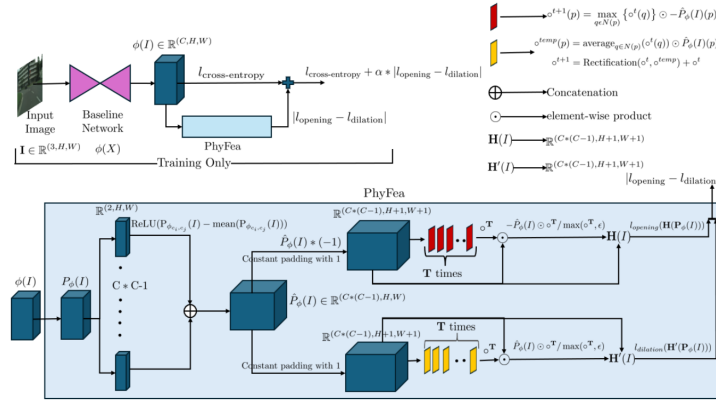 ϕ(I) ∈ ℝ^(C,H,W)
l_cross-entropy
l_cross-entropy + α * |l_opening − l_dilation|
|l_opening − l_dilation|
Input
Image
Baseline
Network
PhyFea
I ∈ ℝ^(3,H,W)
ϕ(X)
Training Only
∘^{t+1}(p) = max_{q∈N(p)} {∘^t(q)} ⊙ −P̂_ϕ(I)(p)
∘^{temp}(p) = average_{q∈N(p)}(∘^t(q)) ⊙ P̂_ϕ(I)(p)
∘^{t+1} = Rectification(∘^t, ∘^{temp}) + ∘^t
Concatenation
element-wise product
H(I)
ℝ^(C*(C−1),H+1,W+1)
H′(I)
ℝ^(C*(C−1),H+1,W+1)
|l_opening − l_dilation|
PhyFea
ℝ^(2,H,W)
ReLU(P_{ϕ_{c_i,c_j}}(I) − mean(P_{ϕ_{c_i,c_j}}(I)))
ℝ^(C*(C−1),H+1,W+1)
P̂_ϕ(I) * (−1)
Constant padding with 1
∘^T
−P̂_ϕ(I) ⊙ ∘^T / max(∘^T, ϵ)
H(I)
l_opening(H(P_ϕ(I)))
T times
ϕ(I)
P_ϕ(I)
C * C-1
P̂_ϕ(I) ∈ ℝ^(C*(C−1),H,W)
ℝ^(C*(C−1),H+1,W+1)
T times
Constant padding with 1
∘^T
P̂_ϕ(I) ⊙ ∘^T / max(∘^T, ϵ)
H′(I)
l_dilation(H′(P_ϕ(I)))